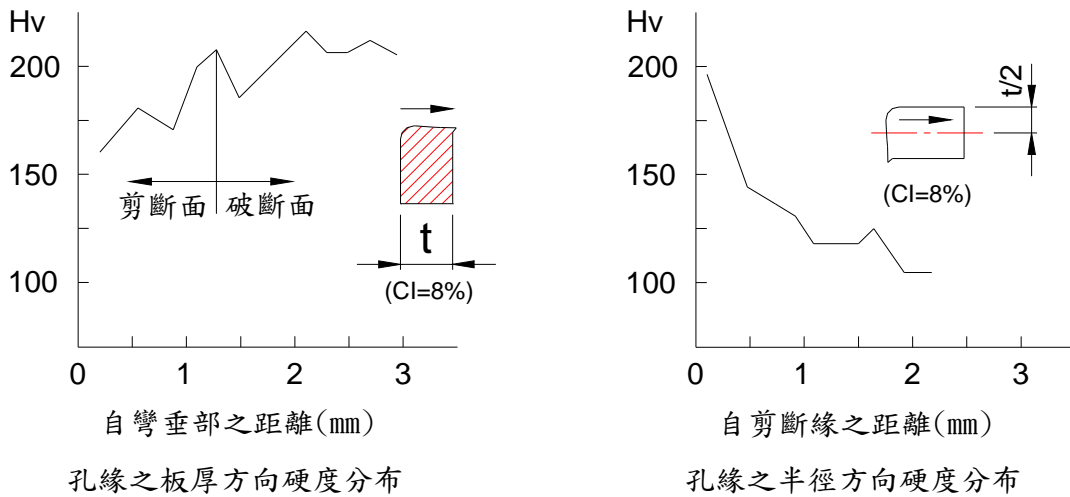 Hv
200
150
100
0
1
2
3
剪斷面
破斷面
t
(Cl=8%)
自彎垂部之距離(mm)
孔緣之板厚方向硬度分布
Hv
200
150
100
0
1
2
3
t/2
(Cl=8%)
自剪斷緣之距離(mm)
孔緣之半徑方向硬度分布